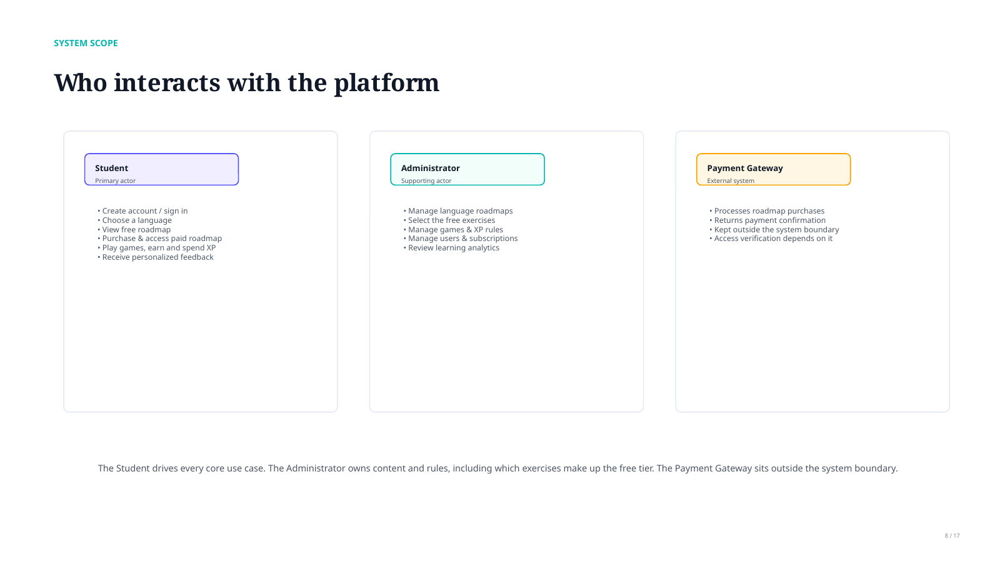 SYSTEM SCOPE
Who interacts with the platform
Student
Primary actor
• Create account / sign in
• Choose a language
• View free roadmap
• Purchase & access paid roadmap
• Play games, earn and spend XP
• Receive personalized feedback
Administrator
Supporting actor
• Manage language roadmaps
• Select the free exercises
• Manage games & XP rules
• Manage users & subscriptions
• Review learning analytics
Payment Gateway
External system
• Processes roadmap purchases
• Returns payment confirmation
• Kept outside the system boundary
• Access verification depends on it
The Student drives every core use case. The Administrator owns content and rules, including which exercises make up the free tier. The Payment Gateway sits outside the system boundary.
8 / 17